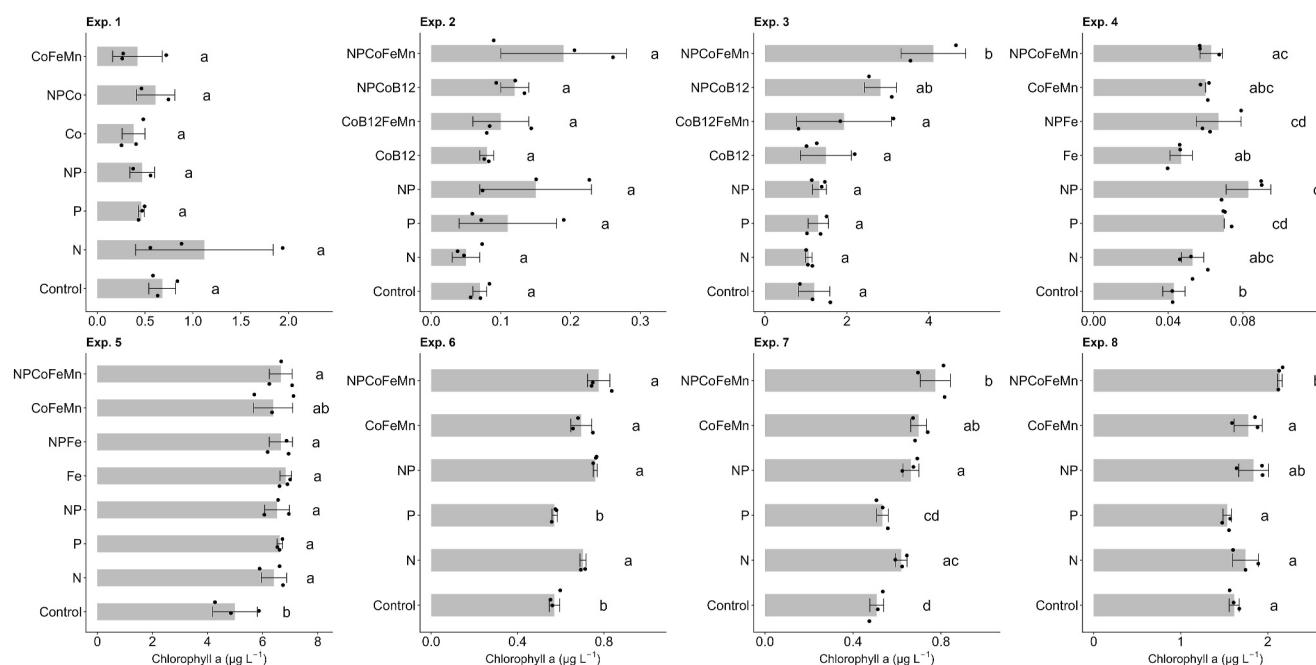 Exp. 1
CoFeMn
a
NPCo
a
Co
a
NP
a
P
a
N
a
Control
a
0.0 0.5 1.0 1.5 2.0
Exp. 2
NPCoFeMn
a
NPCoB12
a
CoB12FeMn
a
CoB12
a
NP
a
P
a
N
a
Control
a
0.0 0.1 0.2 0.3
Exp. 3
NPCoFeMn
b
NPCoB12
ab
CoB12FeMn
a
CoB12
a
NP
a
P
a
N
a
Control
a
0 2 4
Exp. 4
NPCoFeMn
ac
CoFeMn
abc
NPFe
cd
Fe
ab
NP
P
cd
N
abc
Control
b
0.00 0.04 0.08
Exp. 5
NPCoFeMn
a
CoFeMn
ab
NPFe
a
Fe
a
NP
a
P
a
N
a
Control
b
0 2 4 6 8
Chlorophyll a (µg L⁻¹)
Exp. 6
NPCoFeMn
a
CoFeMn
a
NP
a
P
b
N
a
Control
b
0.0 0.4 0.8
Chlorophyll a (µg L⁻¹)
Exp. 7
NPCoFeMn
b
CoFeMn
ab
NP
a
P
cd
N
ac
Control
d
0.0 0.4 0.8
Chlorophyll a (µg L⁻¹)
Exp. 8
NPCoFeMn
CoFeMn
a
NP
ab
P
a
N
a
Control
a
0 1 2
Chlorophyll a (µg L⁻¹)